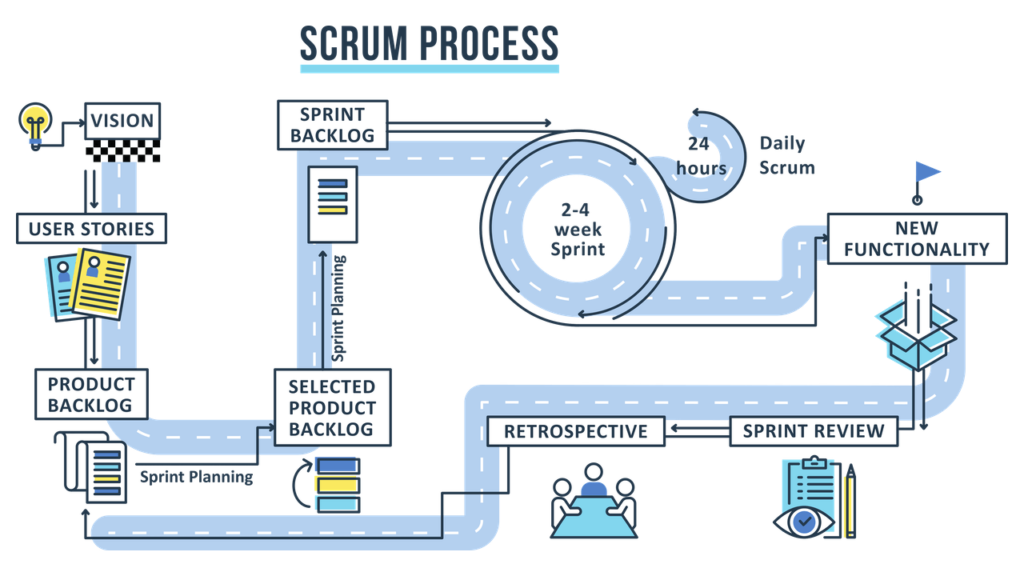 SCRUM PROCESS
VISION
USER STORIES
PRODUCT
BACKLOG
Sprint Planning
SELECTED
PRODUCT
BACKLOG
Sprint Planning
SPRINT
BACKLOG
2-4
week
Sprint
24
hours
Daily
Scrum
NEW
FUNCTIONALITY
SPRINT REVIEW
RETROSPECTIVE